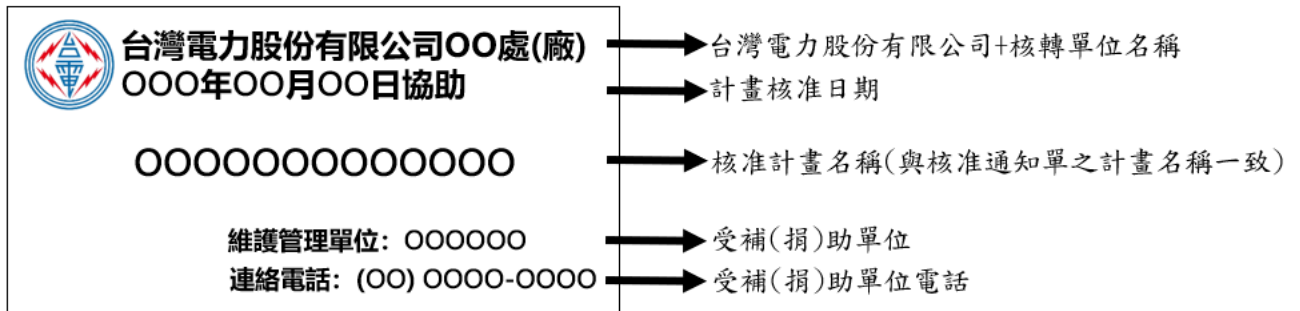 台電
台灣電力股份有限公司OO處(廠) 台灣電力股份有限公司+核轉單位名稱
OOO年OO月OO日協助 計畫核准日期
OOOOOOOOOOOOOO 核准計畫名稱(與核准通知單之計畫名稱一致)
維護管理單位：OOOOOO 受補(捐)助單位
連絡電話：(OO) OOOO-OOOO 受補(捐)助單位電話